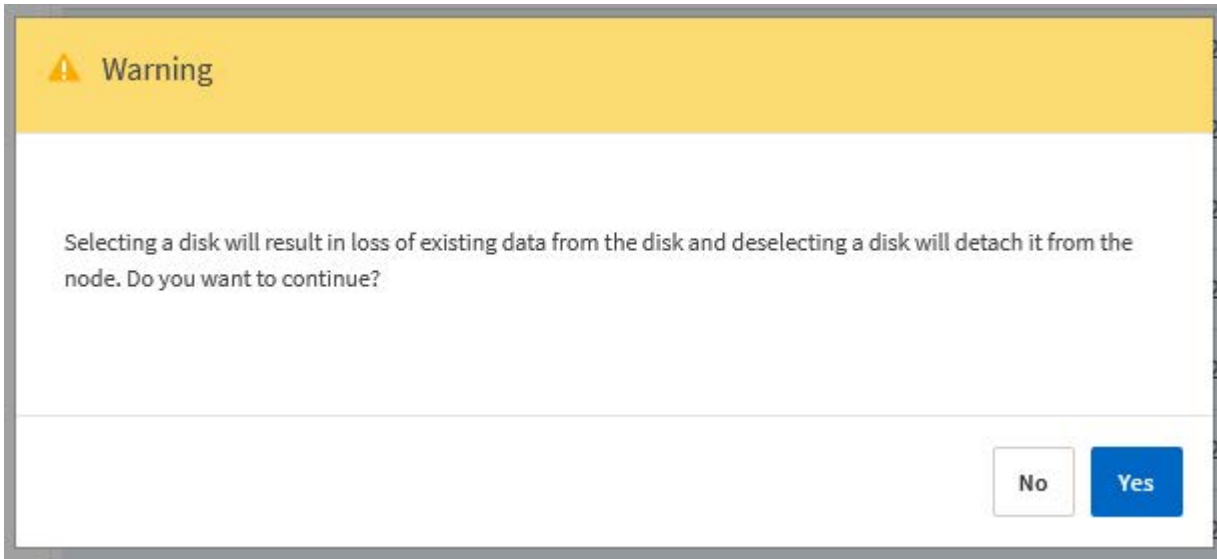 Warning
Selecting a disk will result in loss of existing data from the disk and deselecting a disk will detach it from the
node. Do you want to continue?
No
Yes